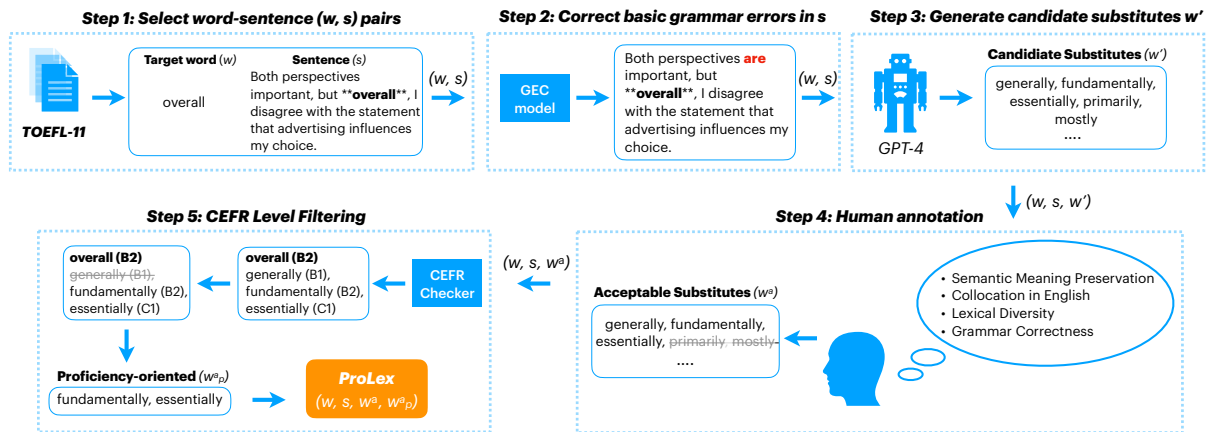 Step 1: Select word-sentence (w, s) pairs
Target word (w)
Sentence (s)
overall
Both perspectives
important, but
**overall**, I
disagree with the statement
that advertising influences
my choice.
TOEFL-11
(w, s)
Step 2: Correct basic grammar errors in s
GEC
model
Both perspectives are
important, but
**overall**, I disagree
with the statement that
advertising influences my
choice.
(w, s)
Step 3: Generate candidate substitutes w’
GPT-4
Candidiate Substitutes (w’)
generally, fundamentally,
essentially, primarily,
mostly
....
(w, s, w’)
Step 4: Human annotation
• Semantic Meaning Preservation
• Collocation in English
• Lexical Diversity
• Grammar Correctness
Acceptable Substitutes (wᵃ)
generally, fundamentally,
essentially, primarily, mostly
....
(w, s, wᵃ)
Step 5: CEFR Level Filtering
CEFR
Checker
overall (B2)
generally (B1),
fundamentally (B2),
essentially (C1)
overall (B2)
generally (B1),
fundamentally (B2),
essentially (C1)
Proficiency-oriented (wᵃₚ)
fundamentally, essentially
ProLex
(w, s, wᵃ, wᵃₚ)